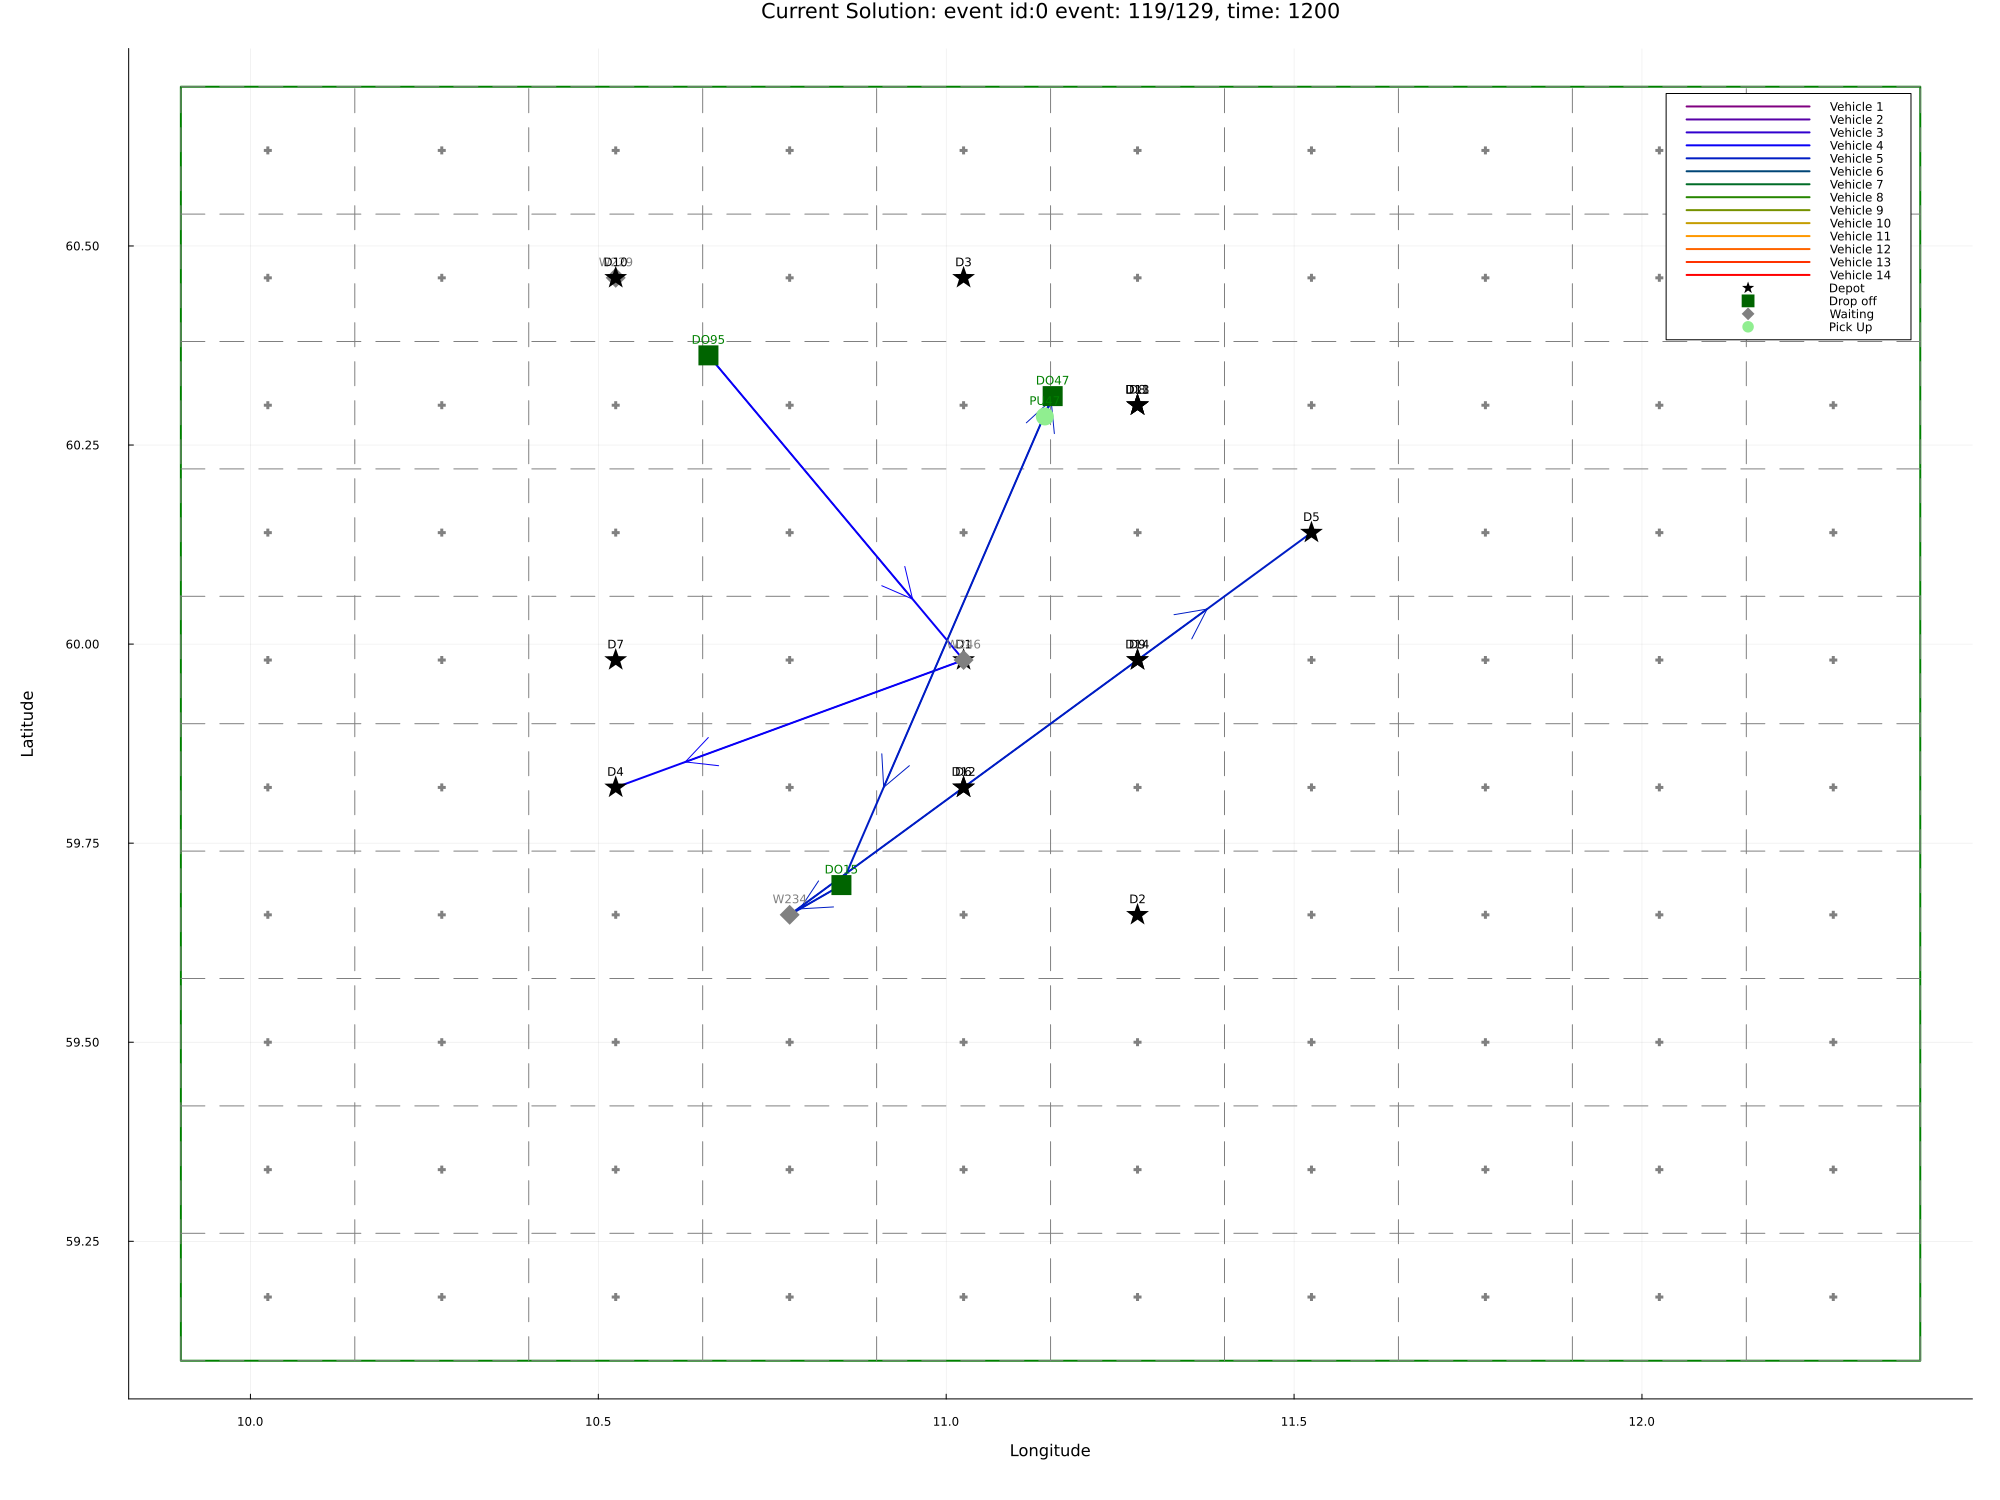 Current Solution: event id:0 event: 119/129, time: 1200
Vehicle 1
Vehicle 2
Vehicle 3
Vehicle 4
Vehicle 5
Vehicle 6
Vehicle 7
Vehicle 8
Vehicle 9
Vehicle 10
Vehicle 11
Vehicle 12
Vehicle 13
Vehicle 14
Depot
Drop off
Waiting
Pick Up
60.50
D10
D3
DO95
DO47
60.25
D5
60.00
D7
D1
Latitude
D4
59.75
DO15
W234
D2
59.50
59.25
10.0
10.5
11.0
11.5
12.0
Longitude